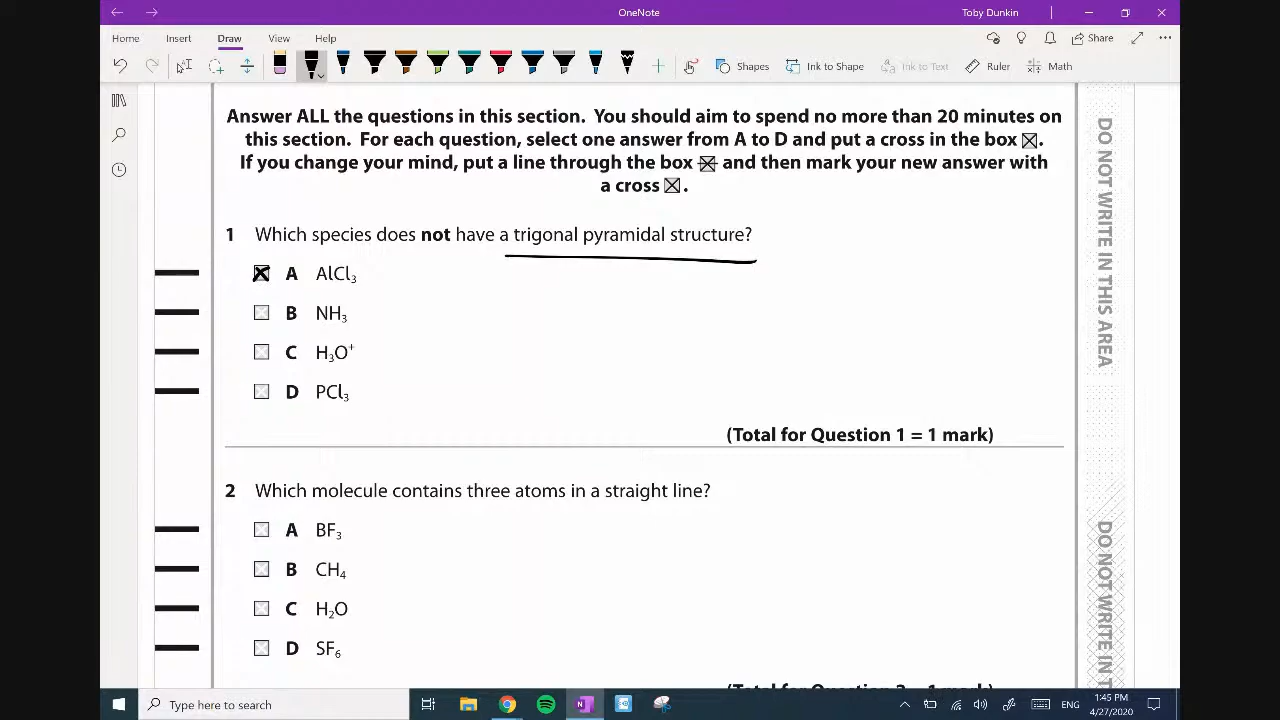 OneNote
Toby Dunkin
Home Insert Draw View Help
Share
Shapes Ink to Shape Ink to Text Ruler Math
Answer ALL the questions in this section. You should aim to spend no more than 20 minutes on
this section. For each question, select one answer from A to D and put a cross in the box ☒.
If you change your mind, put a line through the box ☒ and then mark your new answer with
a cross ☒.
1 Which species does not have a trigonal pyramidal structure?
A AlCl₃
B NH₃
C H₃O⁺
D PCl₃
(Total for Question 1 = 1 mark)
2 Which molecule contains three atoms in a straight line?
A BF₃
B CH₄
C H₂O
D SF₆
DO NOT WRITE IN THIS AREA
DO NOT WRITE IN T
Type here to search
ENG
1:45 PM
4/27/2020